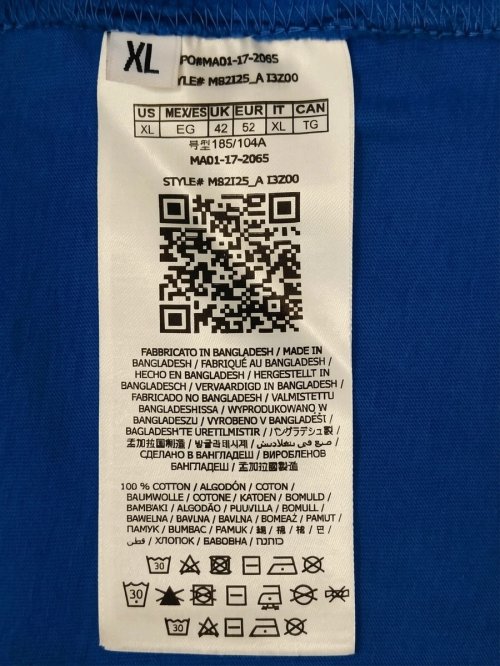 XL
PO#MA01-17-2065
YLE# M82I25_A I3Z00
US MEX/ES UK EUR IT CAN
XL EG 42 52 XL TG
号型185/104A
MA01-17-2065
STYLE# M82I25_A I3Z00
FABBRICATO IN BANGLADESH / MADE IN
BANGLADESH / FABRIQUÉ AU BANGLADESH /
HECHO EN BANGLADESH / HERGESTELLT IN
BANGLADESCH / VERVAARDIGD IN BANGLADESH /
FABRICADO NO BANGLADESH / VALMISTETTU
BANGLADESHISSA / WYPRODUKOWANO W
BANGLADESZU / VYROBENO V BANGLADÉŠI /
BAGLADESH'TE URETILMISTIR / バングラデシュ製 /
孟加拉国制造 / 방글라데시제 / صنع في بنغلاديش /
СДЕЛАНО В БАНГЛАДЕШ / ВИРОБЛЕНОВ
БАНГЛАДЕШІ / 孟加拉國製造
100 % COTTON / ALGODÓN / COTON /
BAUMWOLLE / COTONE / KATOEN / BOMULD /
BAMBAKI / ALGODÃO / PUUVILLA / BOMULL /
BAWEŁNA / BAVLNA / BAVLNA / BOMBAŽ / PAMUT /
ПАМУК / BUMBAC / PAMUK / 綿 / 棉 / 棉 / 면 /
قطن / ХЛОПОК / БАВОВНА / כותנה
30
30
30